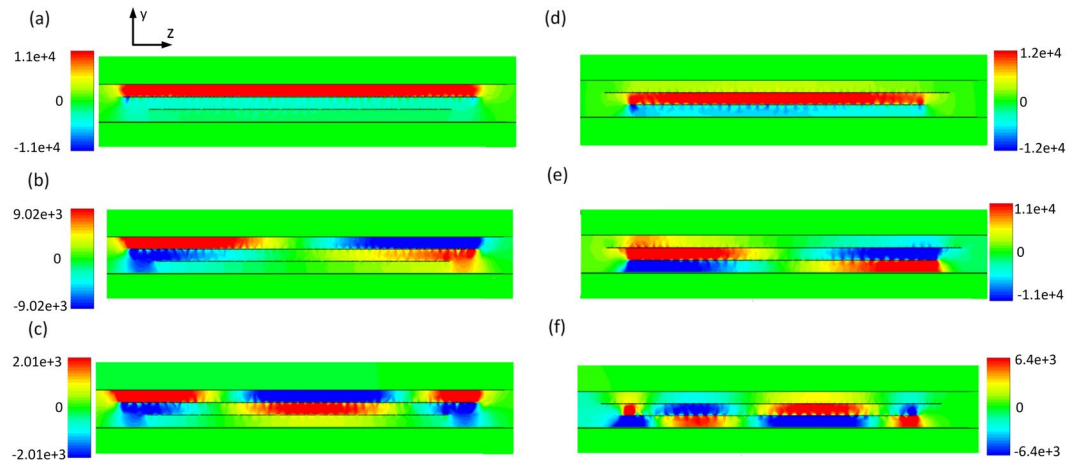 (a)
y
z
1.1e+4
0
-1.1e+4
(b)
9.02e+3
0
-9.02e+3
(c)
2.01e+3
0
-2.01e+3
(d)
1.2e+4
0
-1.2e+4
(e)
1.1e+4
0
-1.1e+4
(f)
6.4e+3
0
-6.4e+3